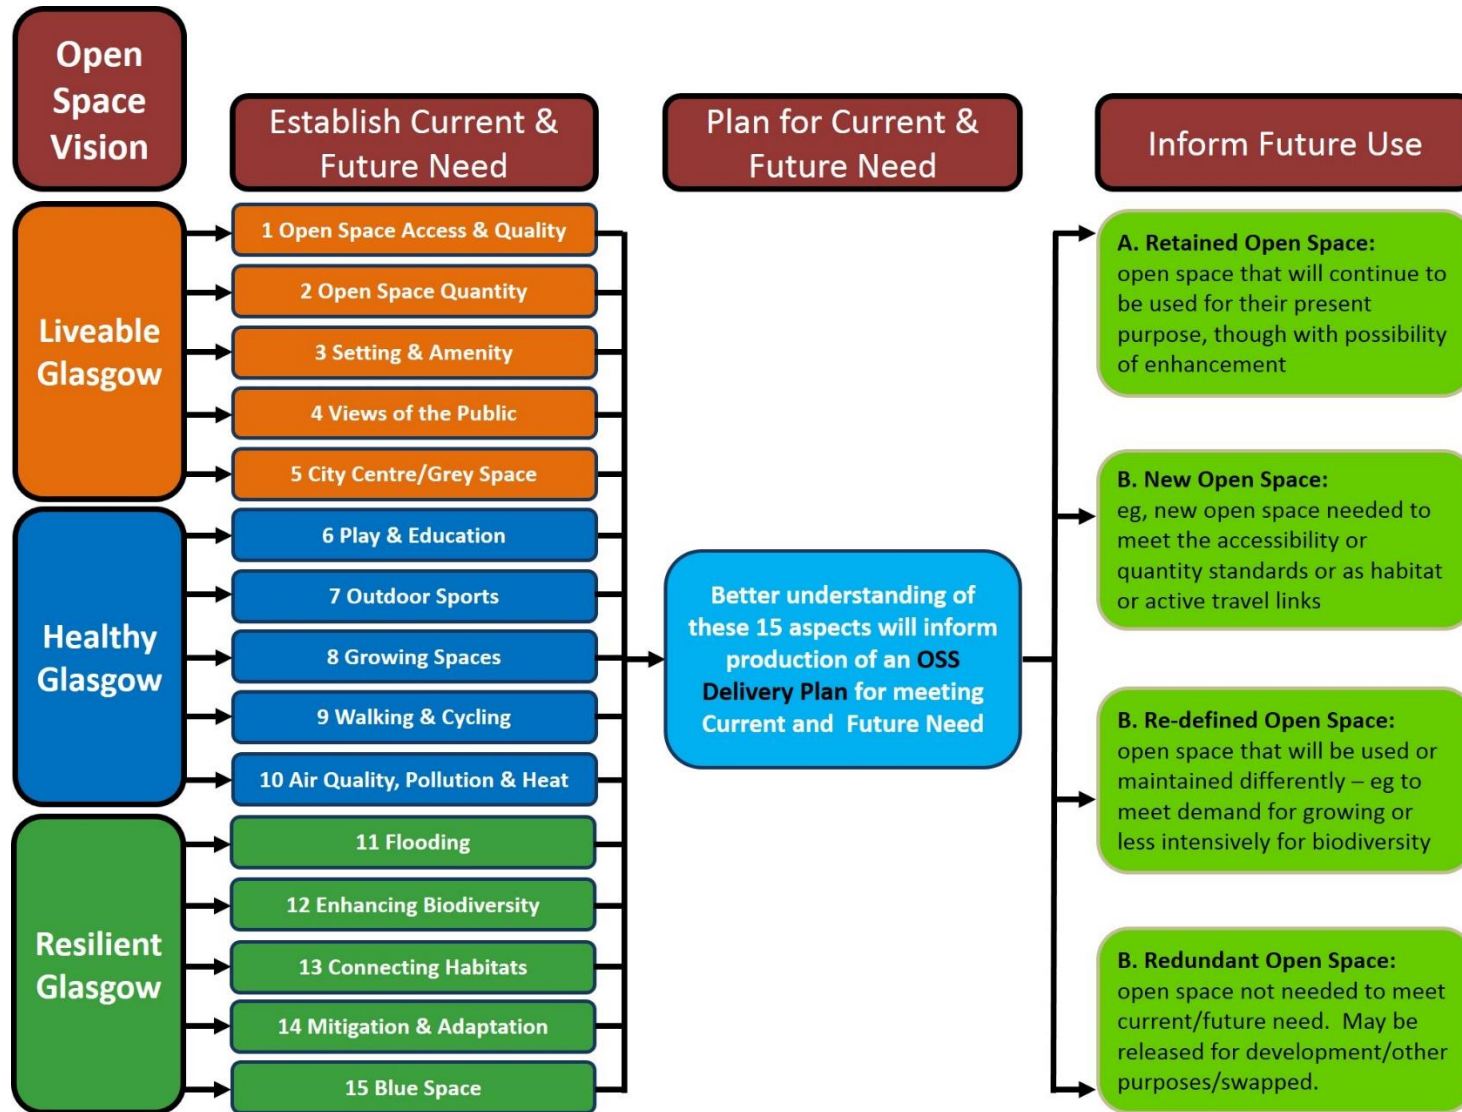 Open
Space
Vision
Establish Current &
Future Need
Plan for Current &
Future Need
Inform Future Use
Liveable
Glasgow
1 Open Space Access & Quality
2 Open Space Quantity
3 Setting & Amenity
4 Views of the Public
5 City Centre/Grey Space
Healthy
Glasgow
6 Play & Education
7 Outdoor Sports
8 Growing Spaces
9 Walking & Cycling
10 Air Quality, Pollution & Heat
Resilient
Glasgow
11 Flooding
12 Enhancing Biodiversity
13 Connecting Habitats
14 Mitigation & Adaptation
15 Blue Space
Better understanding of
these 15 aspects will inform
production of an OSS
Delivery Plan for meeting
Current and Future Need
A. Retained Open Space:
open space that will continue to
be used for their present
purpose, though with possibility
of enhancement
B. New Open Space:
eg, new open space needed to
meet the accessibility or
quantity standards or as habitat
or active travel links
B. Re-defined Open Space:
open space that will be used or
maintained differently – eg to
meet demand for growing or
less intensively for biodiversity
B. Redundant Open Space:
open space not needed to meet
current/future need. May be
released for development/other
purposes/swapped.